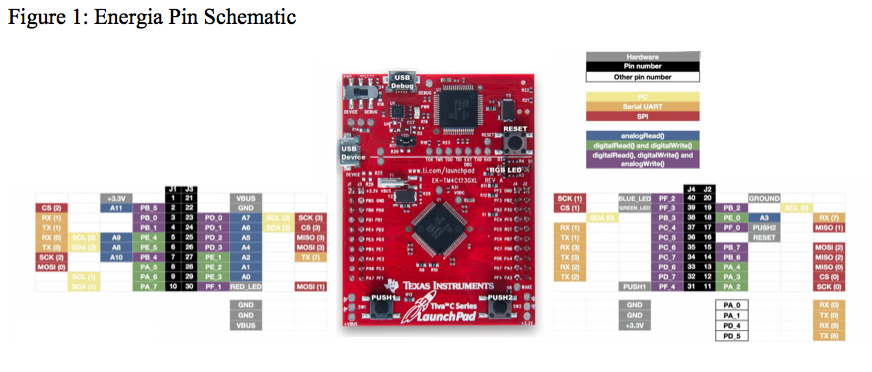 Figure 1: Energia Pin Schematic
Hardware
Pin number
Other pin number
I²C
Serial UART
SPI
analogRead()
digitalRead() and digitalWrite()
digitalRead(), digitalWrite() and
analogWrite()
USB
Debug
USB
Device
RESET
RGB LED
www.ti.com/launchpad
EK-TM4C123GXL REV A
TEXAS INSTRUMENTS
Tiva™ C Series
LaunchPad
PUSH1
PUSH2
J1 J3
+3.3V 1 21 VBUS
CS (2) A11 PB_5 2 22 GND
RX (1) PB_0 3 23 PD_0 A7 SCL (3) SCK (3)
TX (1) PB_1 4 24 PD_1 A6 SDA (3) CS (3)
RX (5) SCL (2) A9 PE_4 5 25 PD_2 A5 MISO (3)
TX (5) SDA (2) A8 PE_5 6 26 PD_3 A4 MOSI (3)
SCK (2) A10 PB_4 7 27 PE_1 A2 TX (7)
MOSI (0) PA_5 8 28 PE_2 A1
SCL (1) PA_6 9 29 PE_3 A0
SDA (1) PA_7 10 30 PF_1 RED_LED MOSI (1)
GND
GND
VBUS
J4 J2
SCK (1) BLUE_LED PF_2 40 20 GROUND
CS (1) GREEN_LED PF_3 39 19 PB_2 SCL (0)
SDA (0) PB_3 38 18 PE_0 A3 RX (7)
RX (1) PC_4 37 17 PF_0 PUSH2 MISO (1)
TX (1) PC_5 36 16 RESET
RX (3) PC_6 35 15 PB_7 MOSI (2)
TX (3) PC_7 34 14 PB_6 MISO (2)
RX (2) PD_6 33 13 PA_4 MISO (0)
TX (2) PD_7 32 12 PA_3 CS (0)
PUSH1 PF_4 31 11 PA_2 SCK (0)
GND PA_0 RX (0)
GND PA_1 TX (0)
+3.3V PD_4 RX (6)
PD_5 TX (6)